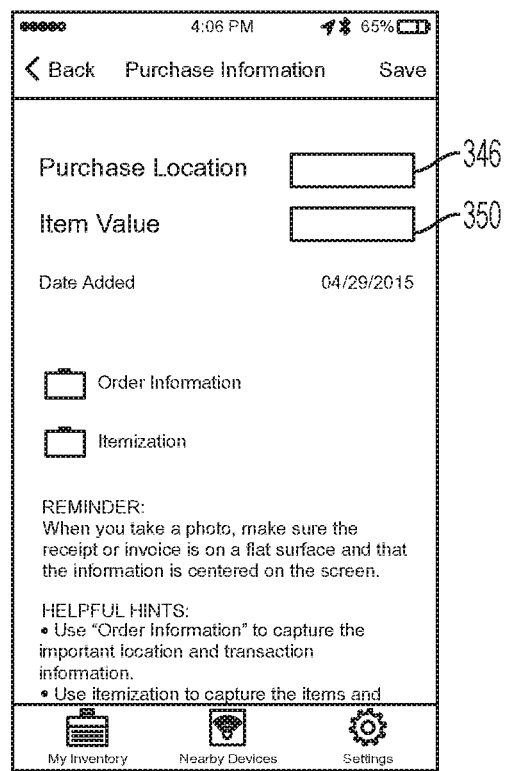 4:06 PM 65%
Back Purchase Information Save
Purchase Location 346
Item Value 350
Date Added 04/29/2015
Order Information
Itemization
REMINDER:
When you take a photo, make sure the
receipt or invoice is on a flat surface and that
the information is centered on the screen.
HELPFUL HINTS:
• Use “Order Information” to capture the
important location and transaction
information.
• Use itemization to capture the items and
My Inventory Nearby Devices Settings